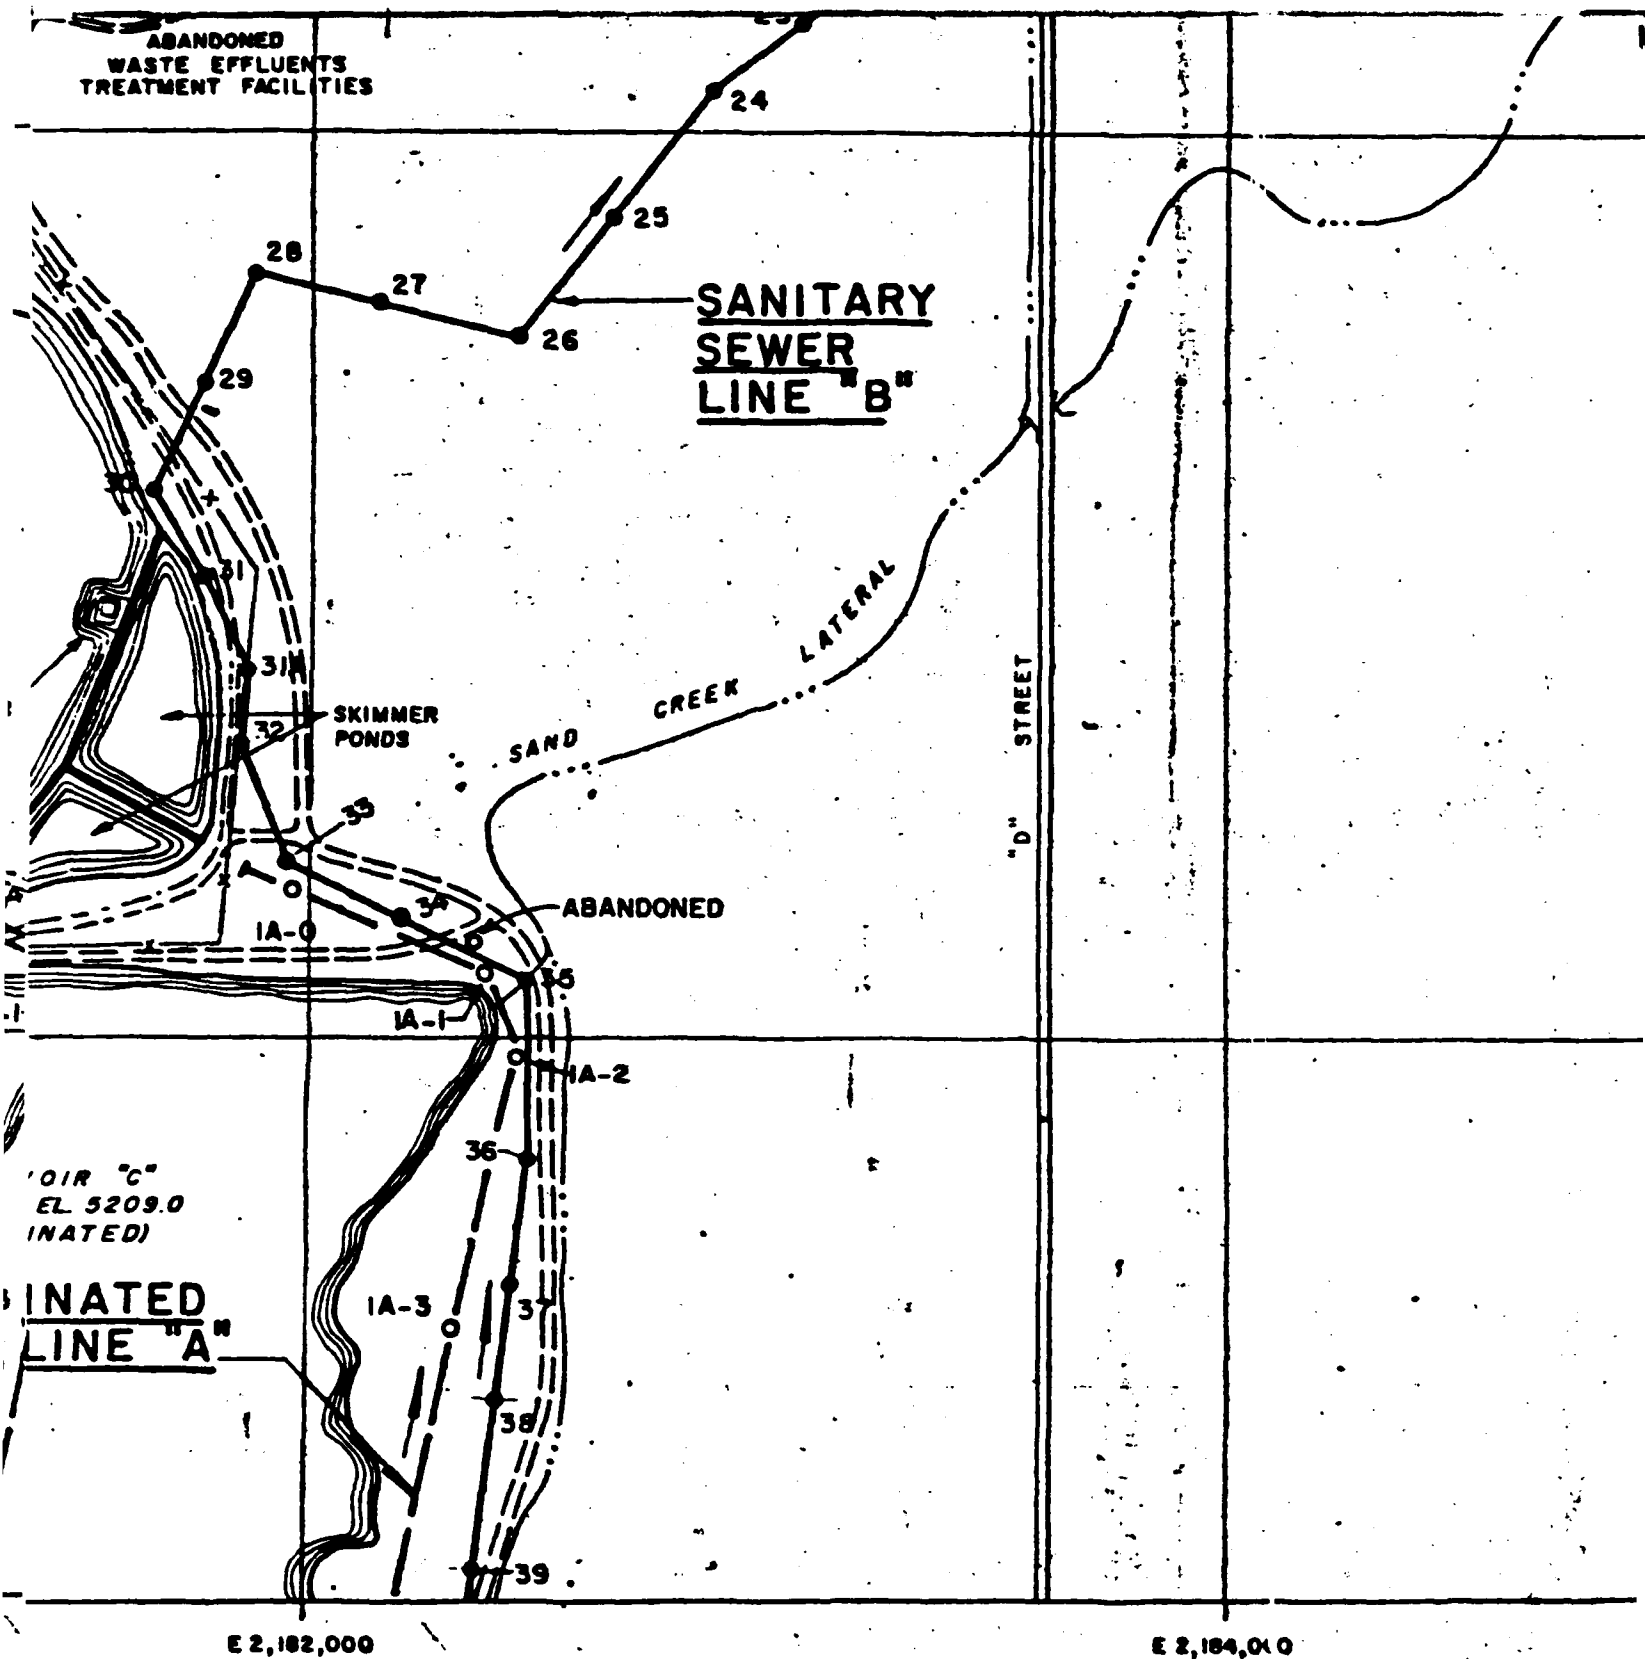 ABANDONED
WASTE EFFLUENTS
TREATMENT FACILITIES
24
25
28
27
26
SANITARY
SEWER
LINE "B"
29
30
31
31A
SKIMMER
PONDS
32
33
34
SAND CREEK LATERAL
"D" STREET
ABANDONED
1A-0
35
1A-1
1A-2
36
'OIR "C"
EL. 5209.0
INATED)
INATED
LINE "A"
1A-3
37
38
39
E 2,182,000
E 2,184,000